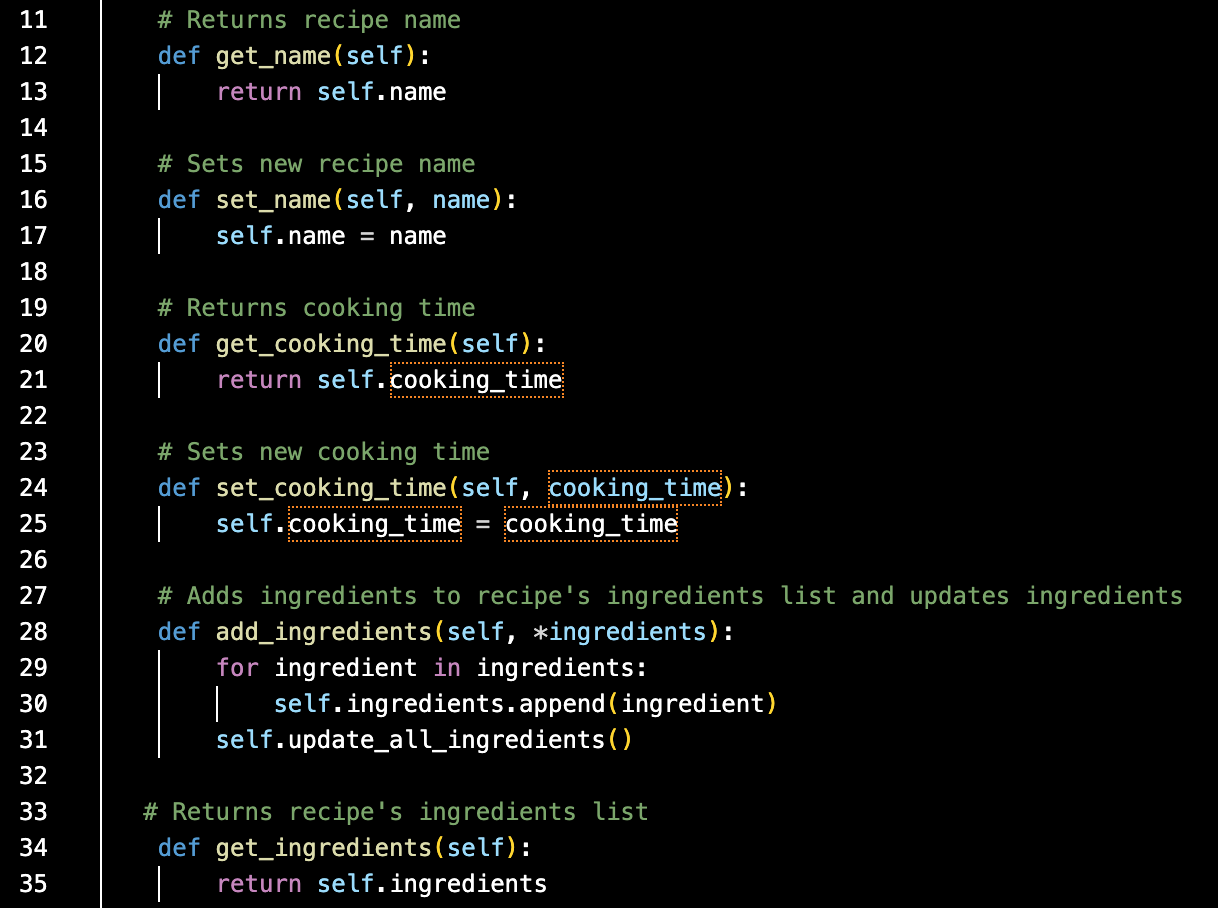 11 # Returns recipe name
12 def get_name(self):
13 return self.name
14
15 # Sets new recipe name
16 def set_name(self, name):
17 self.name = name
18
19 # Returns cooking time
20 def get_cooking_time(self):
21 return self.cooking_time
22
23 # Sets new cooking time
24 def set_cooking_time(self, cooking_time):
25 self.cooking_time = cooking_time
26
27 # Adds ingredients to recipe's ingredients list and updates ingredients
28 def add_ingredients(self, *ingredients):
29 for ingredient in ingredients:
30 self.ingredients.append(ingredient)
31 self.update_all_ingredients()
32
33 # Returns recipe's ingredients list
34 def get_ingredients(self):
35 return self.ingredients